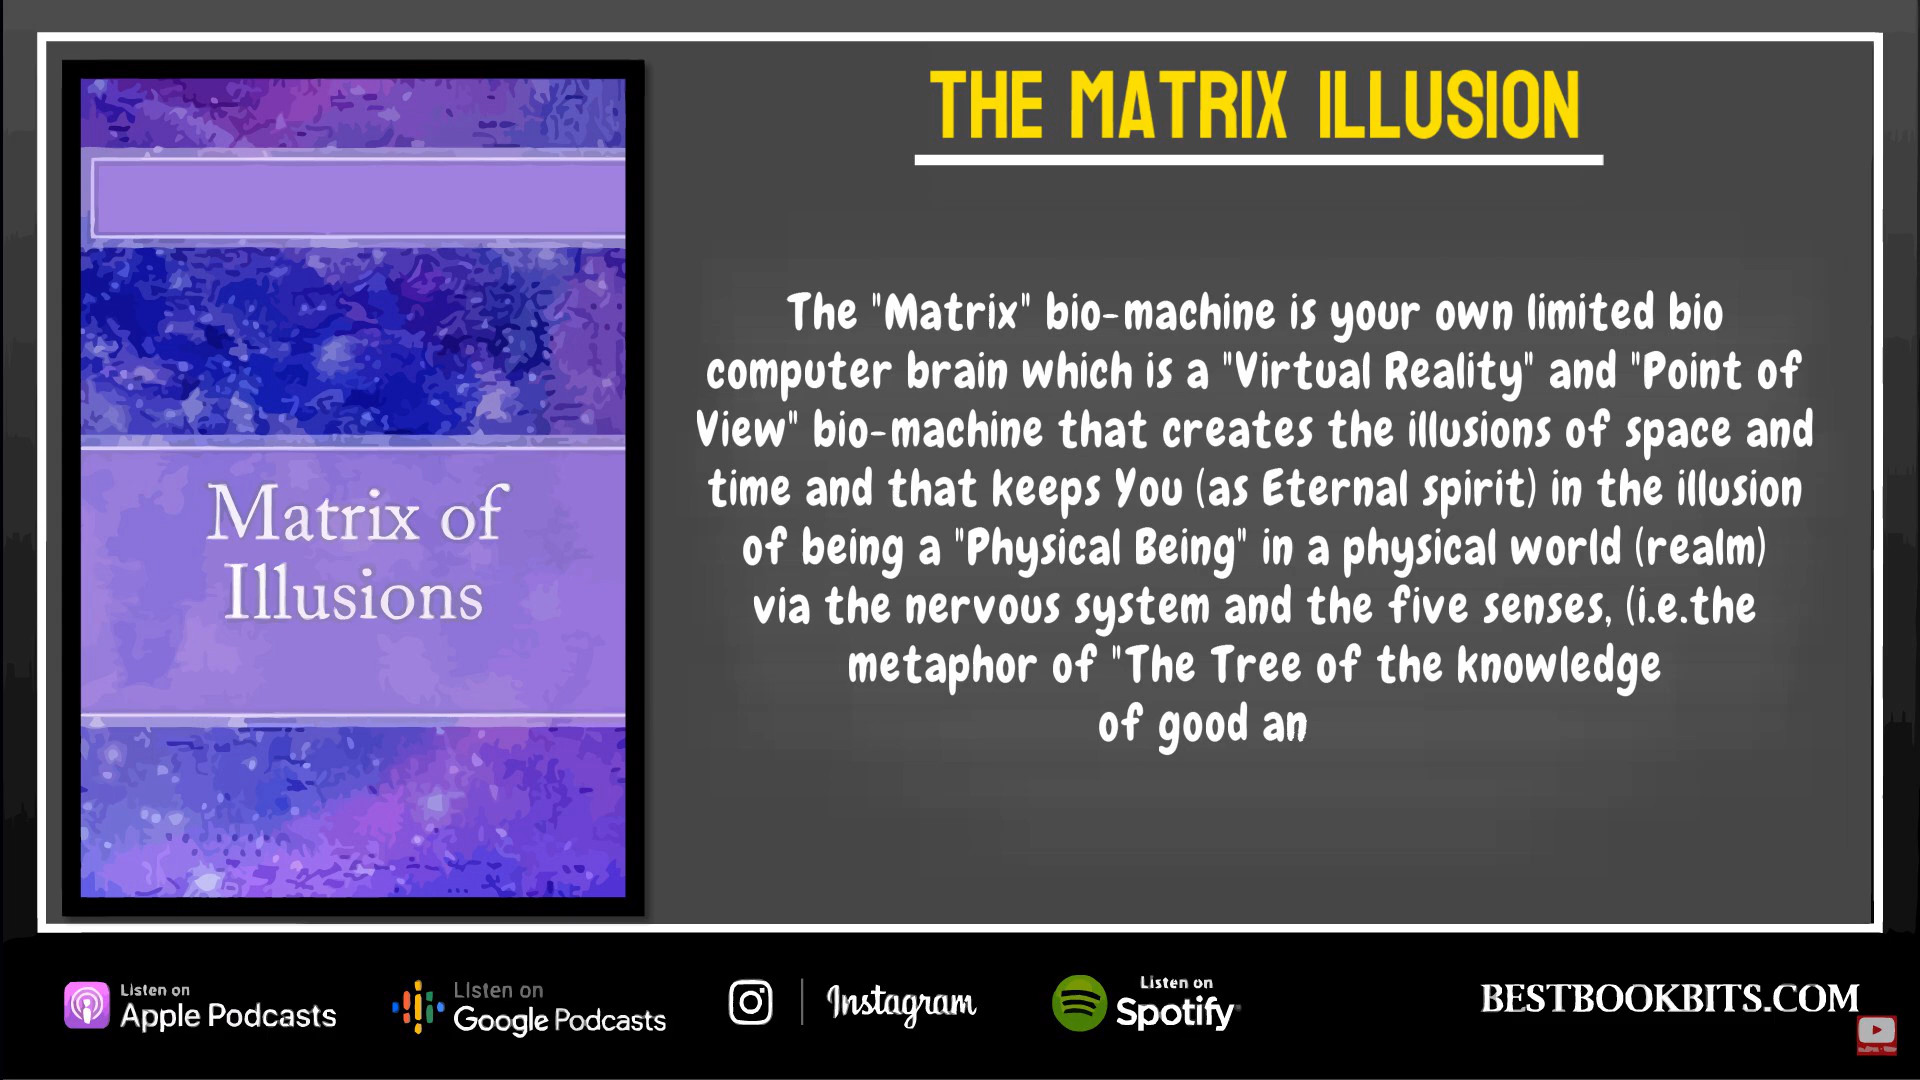 THE MATRIX ILLUSION
Matrix of
Illusions
The "Matrix" bio-machine is your own limited bio
computer brain which is a "Virtual Reality" and "Point of
View" bio-machine that creates the illusions of space and
time and that keeps You (as Eternal spirit) in the illusion
of being a "Physical Being" in a physical world (realm)
via the nervous system and the five senses, (i.e.the
metaphor of "The Tree of the knowledge
of good an
Listen on
Apple Podcasts
Listen on
Google Podcasts
Instagram
Listen on
Spotify
BESTBOOKBITS.COM